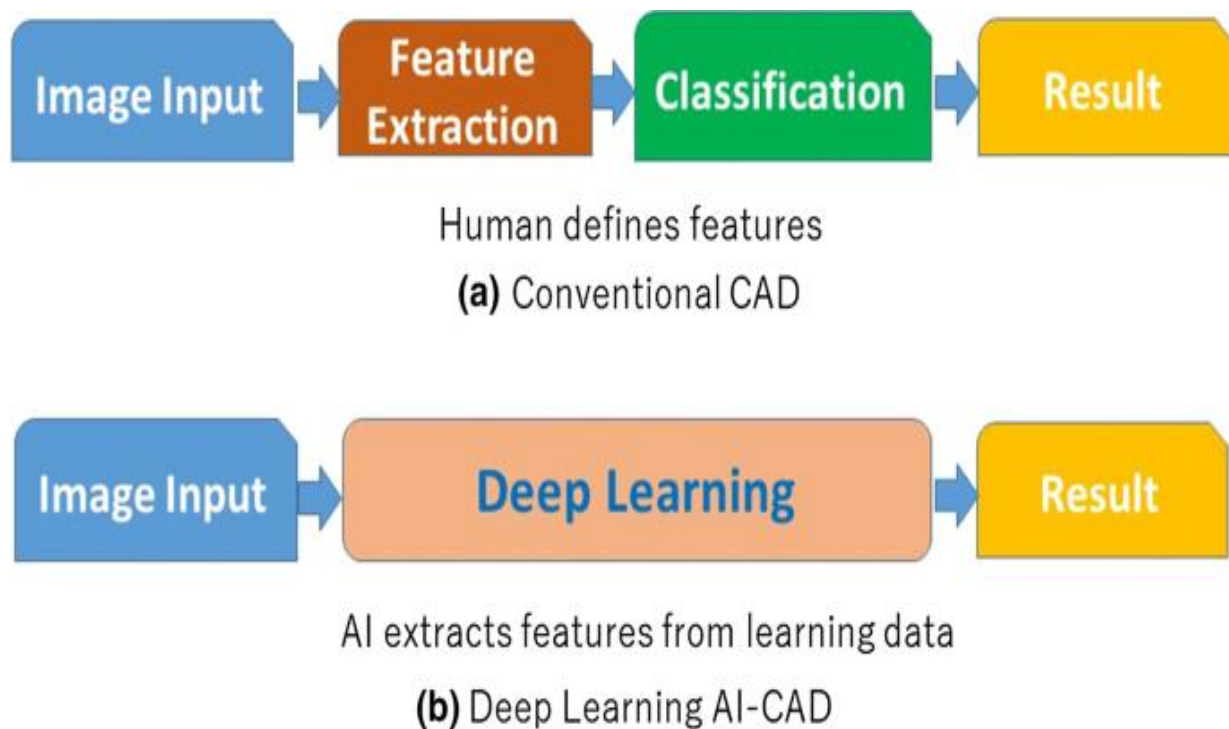 Image Input
Feature
Extraction
Classification
Result
Human defines features
(a) Conventional CAD
Image Input
Deep Learning
Result
AI extracts features from learning data
(b) Deep Learning AI-CAD